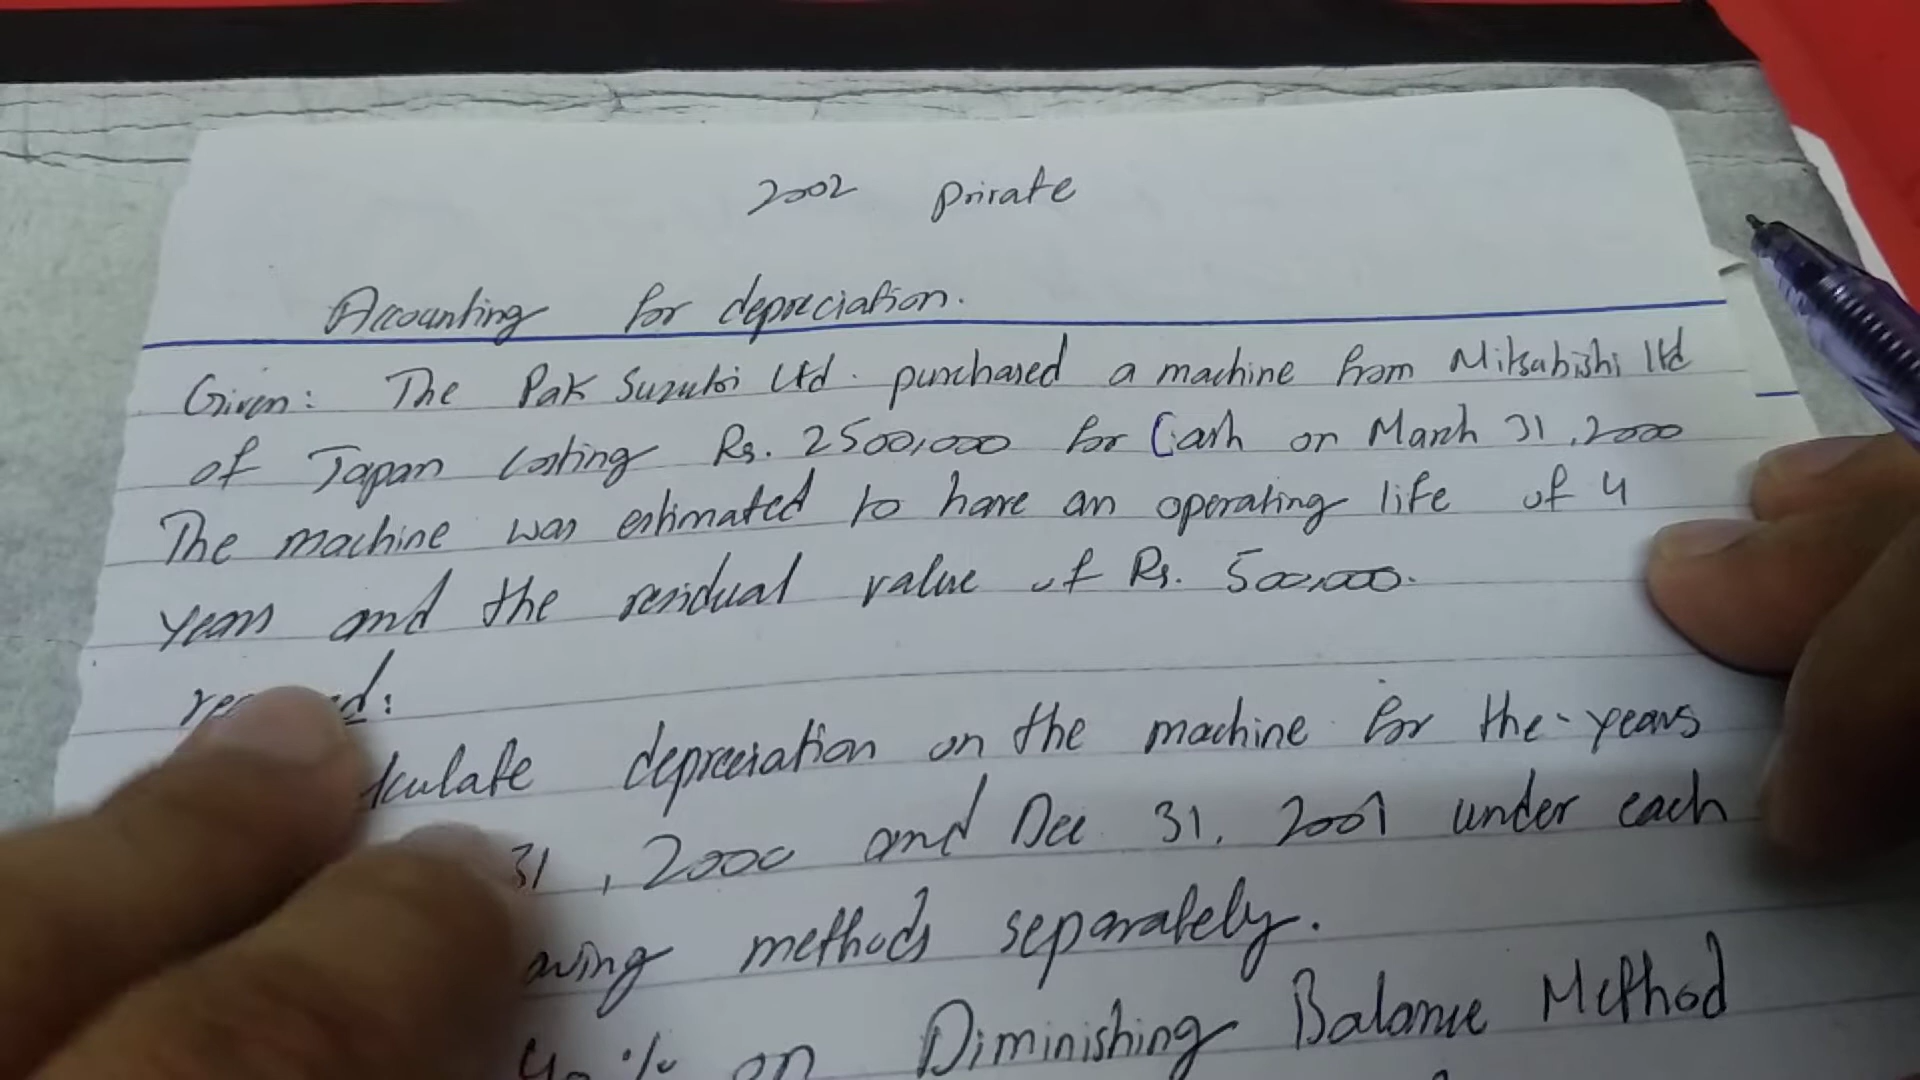 2002 Private
Accounting for depreciation.
Given: The Pak Suzuki Ltd. purchased a machine from Mitsabishi ltd
of Japan Costing Rs. 2500,000 for Cash on March 31, 2000
The machine was estimated to have an operating life of 4
years and the residual value of Rs. 500,000.
depreciation on the machine for the years
31, 2000 and Dec 31, 2001 under each
methods separately.
40% on Diminishing Balance Method